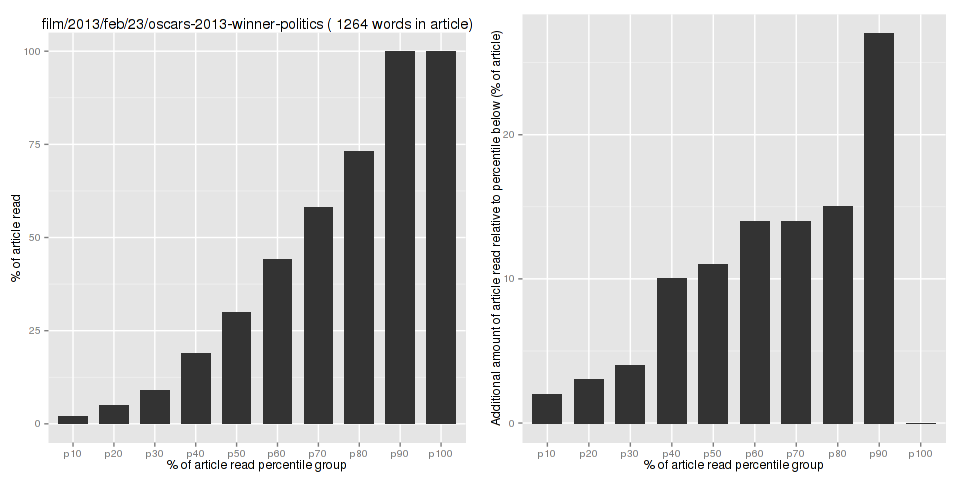 film/2013/feb/23/oscars-2013-winner-politics ( 1264 words in article)
% of article read
100
75
50
25
0
p10 p20 p30 p40 p50 p60 p70 p80 p90 p100
% of article read percentile group
Additional amount of article read relative to percentile below (% of article)
20
10
0
p10 p20 p30 p40 p50 p60 p70 p80 p90 p100
% of article read percentile group